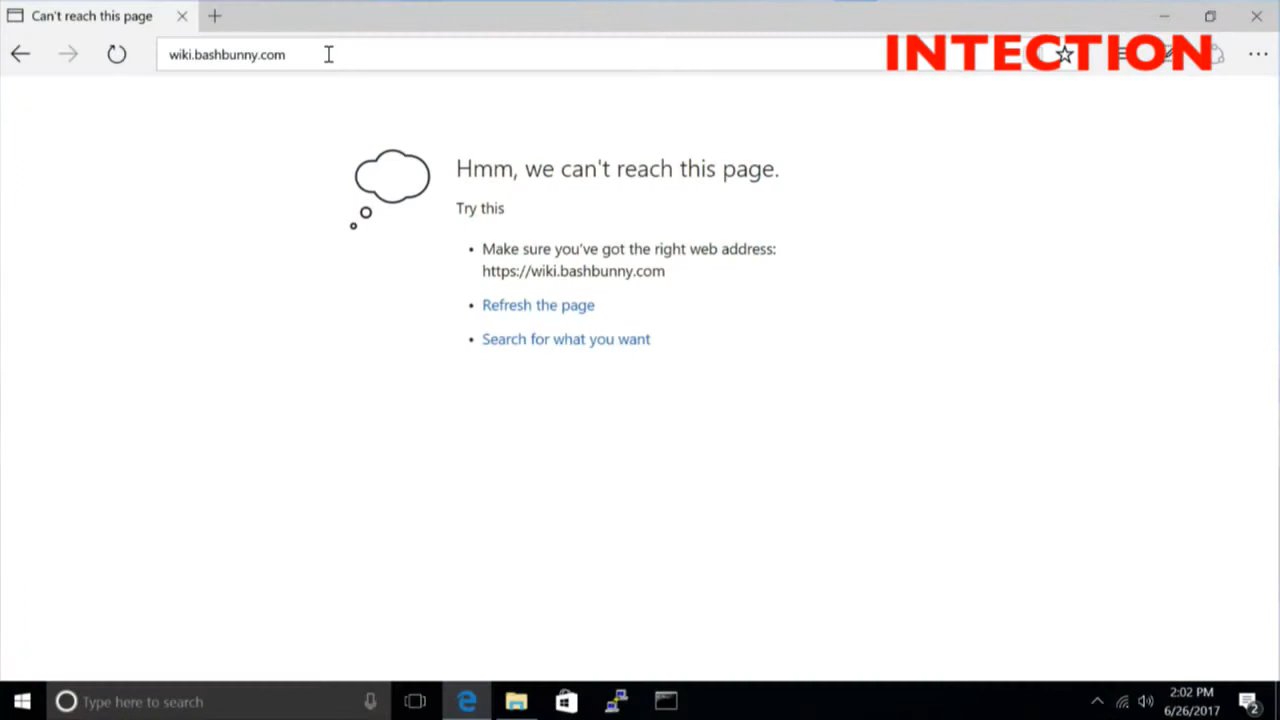 Can't reach this page
wiki.bashbunny.com
INTECTION
Hmm, we can't reach this page.
Try this
• Make sure you've got the right web address:
https://wiki.bashbunny.com
• Refresh the page
• Search for what you want
Type here to search
2:02 PM
6/26/2017
2